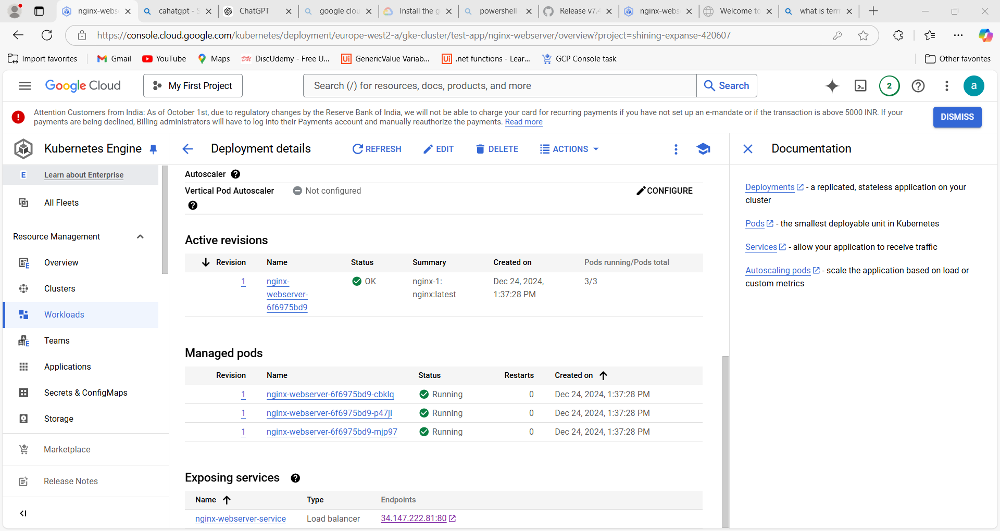 nginx-webs
cahatgpt - S
ChatGPT
google clou
Install the g
powershell
Release v7.4
nginx-webs
Welcome to
what is terr
https://console.cloud.google.com/kubernetes/deployment/europe-west2-a/gke-cluster/test-app/nginx-webserver/overview?project=shining-expanse-420607
Import favorites
Gmail
YouTube
Maps
DiscUdemy - Free U...
GenericValue Variab...
.net functions - Lear...
GCP Console task
Other favorites
Google Cloud
My First Project
Search (/) for resources, docs, products, and more
Search
2
a
Attention Customers from India: As of October 1st, due to regulatory changes by the Reserve Bank of India, we will not be able to charge your card for recurring payments if you have not set up an e-mandate or if the transaction is above 5000 INR. If your
payments are being declined, Billing administrators will have to log into their Payments account and manually reauthorize the payments. Read more
DISMISS
Kubernetes Engine
E Learn about Enterprise
All Fleets
Resource Management
Overview
Clusters
Workloads
Teams
Applications
Secrets & ConfigMaps
Storage
Marketplace
Release Notes
Deployment details
REFRESH
EDIT
DELETE
ACTIONS
Autoscaler
Vertical Pod Autoscaler
Not configured
CONFIGURE
Active revisions
Revision Name Status Summary Created on Pods running/Pods total
1 nginx- OK nginx-1: Dec 24, 2024, 3/3
webserver- nginx:latest 1:37:28 PM
6f6975bd9
Managed pods
Revision Name Status Restarts Created on
1 nginx-webserver-6f6975bd9-cbklq Running 0 Dec 24, 2024, 1:37:28 PM
1 nginx-webserver-6f6975bd9-p47jl Running 0 Dec 24, 2024, 1:37:28 PM
1 nginx-webserver-6f6975bd9-mjp97 Running 0 Dec 24, 2024, 1:37:28 PM
Exposing services
Name Type Endpoints
nginx-webserver-service Load balancer 34.147.222.81:80
Documentation
Deployments - a replicated, stateless application on your
cluster
Pods - the smallest deployable unit in Kubernetes
Services - allow your application to receive traffic
Autoscaling pods - scale the application based on load or
custom metrics